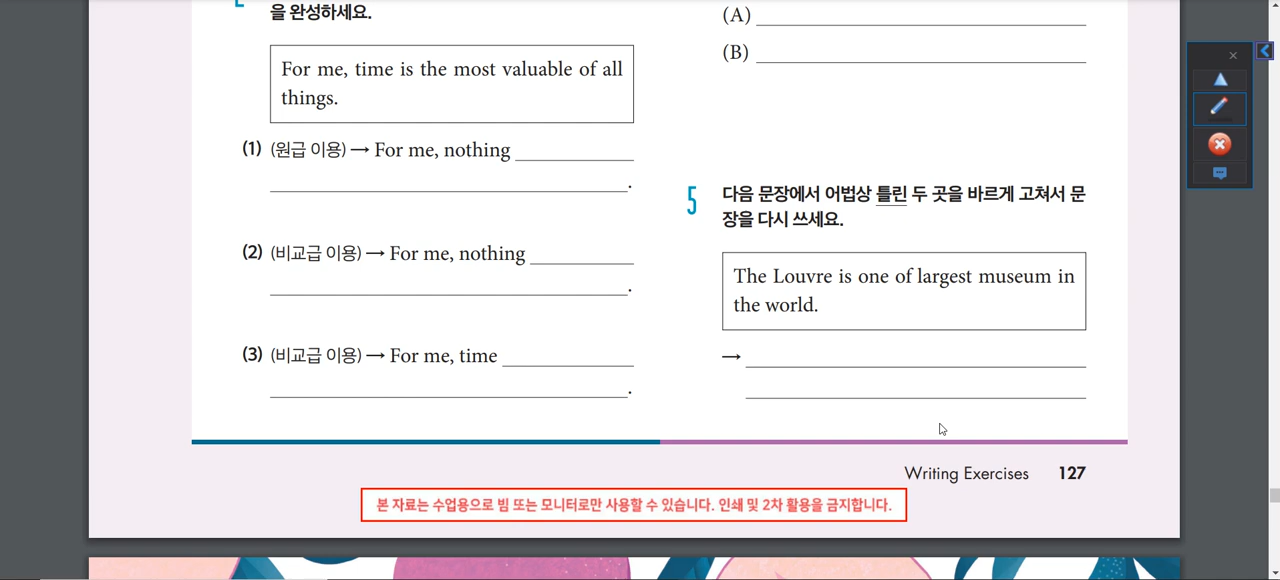 을 완성하세요.
For me, time is the most valuable of all
things.
(1) (원급 이용) → For me, nothing
.
(2) (비교급 이용) → For me, nothing
.
(3) (비교급 이용) → For me, time
.
(A)
(B)
5 다음 문장에서 어법상 틀린 두 곳을 바르게 고쳐서 문
장을 다시 쓰세요.
The Louvre is one of largest museum in
the world.
→
Writing Exercises 127
본 자료는 수업용으로 빔 또는 모니터로만 사용할 수 있습니다. 인쇄 및 2차 활용을 금지합니다.